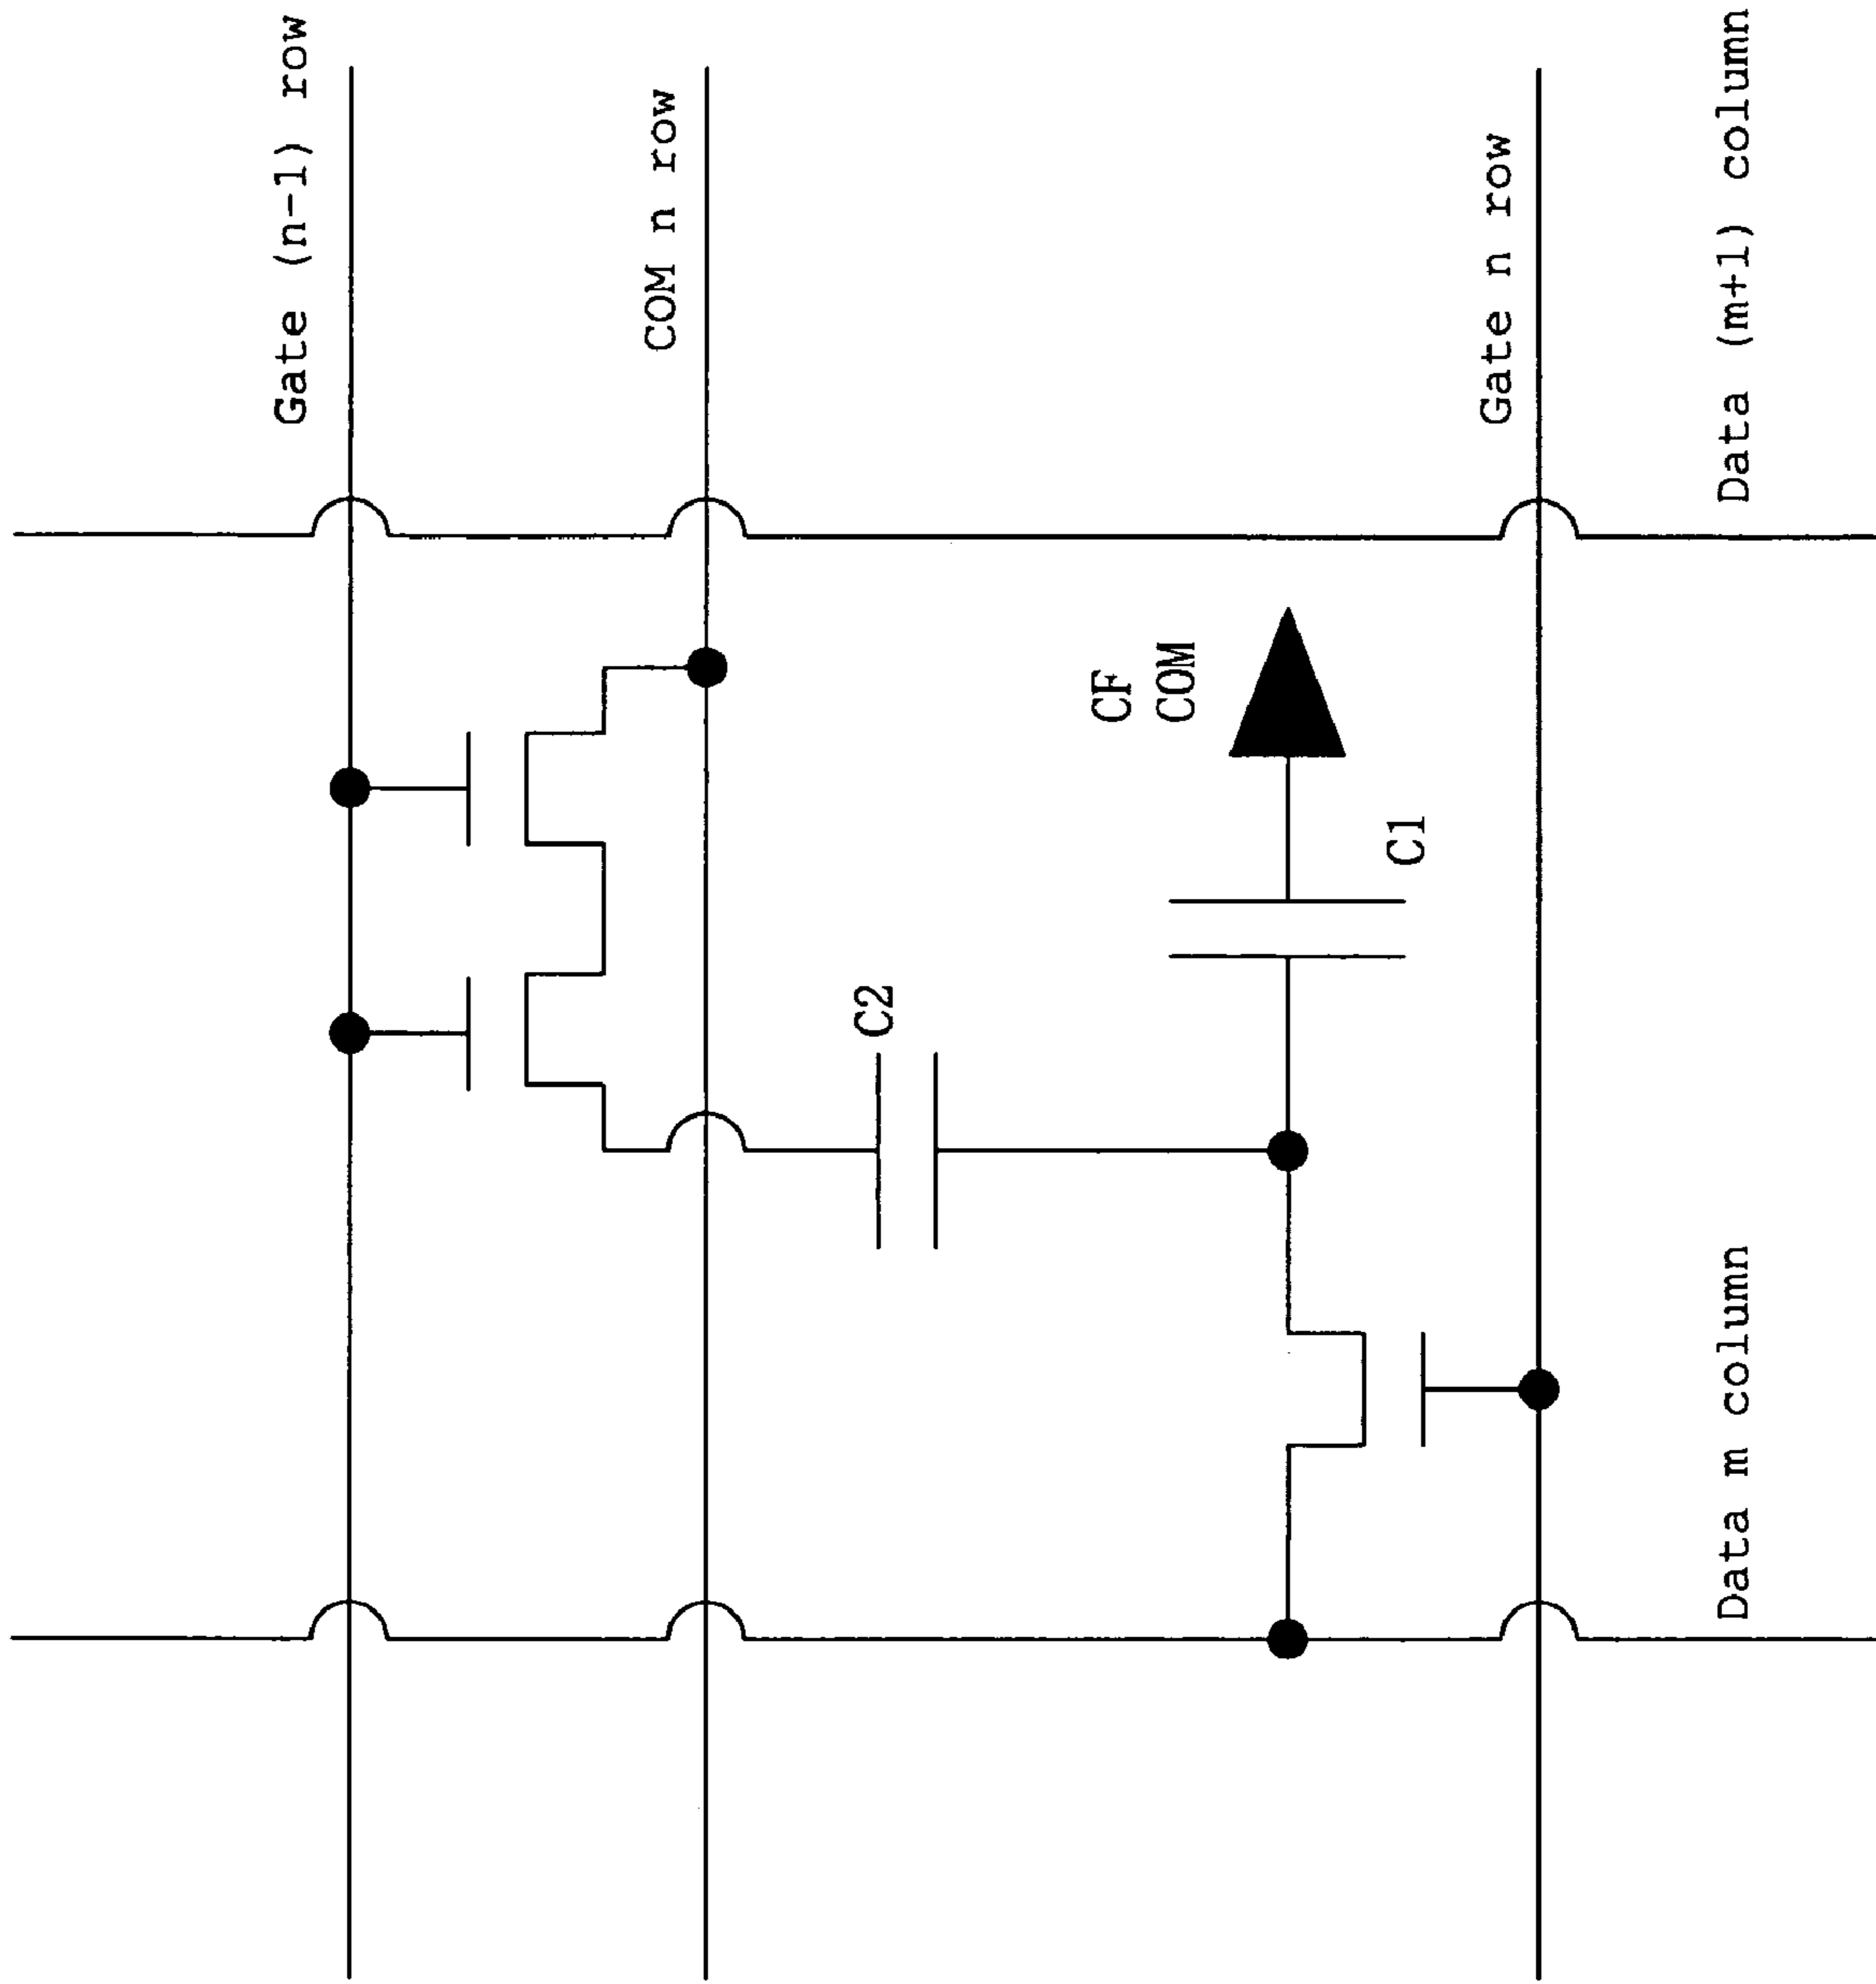 Gate (n-1) row
COM n row
C2
CF
COM
C1
Gate n row
Data m column
Data (m+1) column